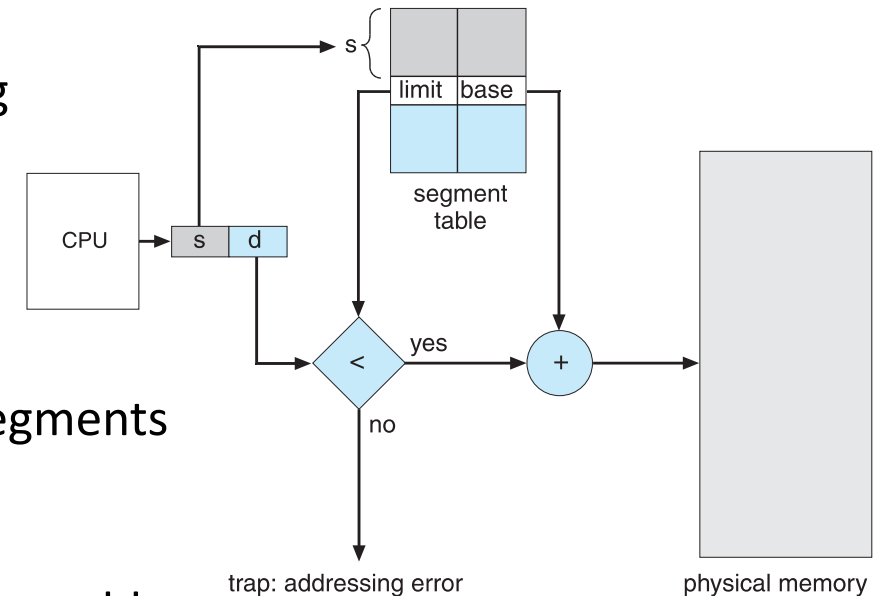 s
g
limit base
segment
table
CPU
s d
yes
<
+
egments
no
trap: addressing error
physical memory